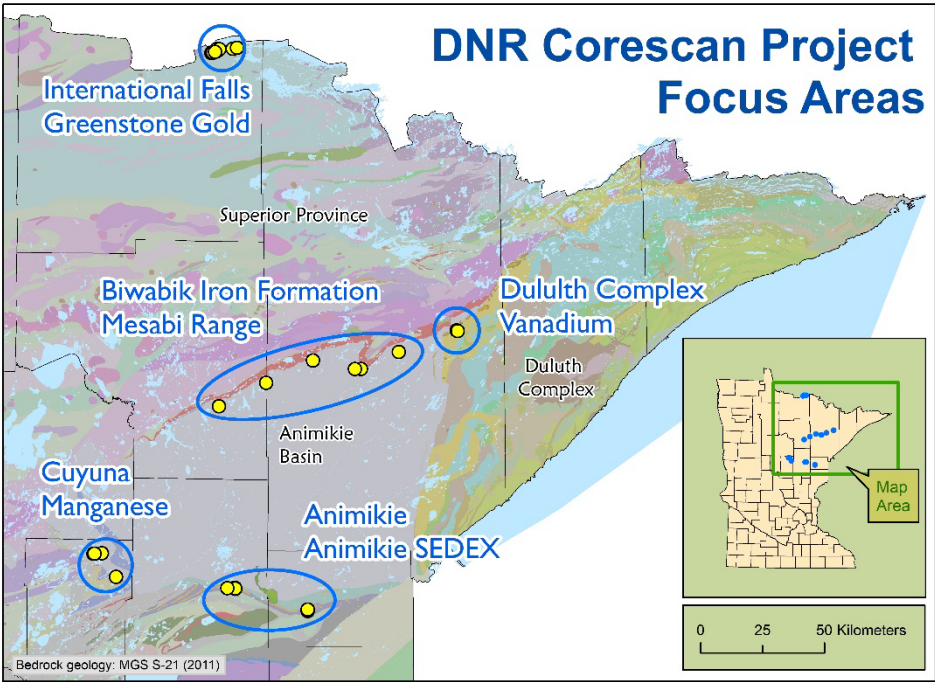 DNR Corescan Project
Focus Areas
International Falls
Greenstone Gold
Superior Province
Biwabik Iron Formation
Mesabi Range
Dululth Complex
Vanadium
Duluth
Complex
Animikie
Basin
Cuyuna
Manganese
Animikie
Animikie SEDEX
Map
Area
0 25 50 Kilometers
Bedrock geology: MGS S-21 (2011)